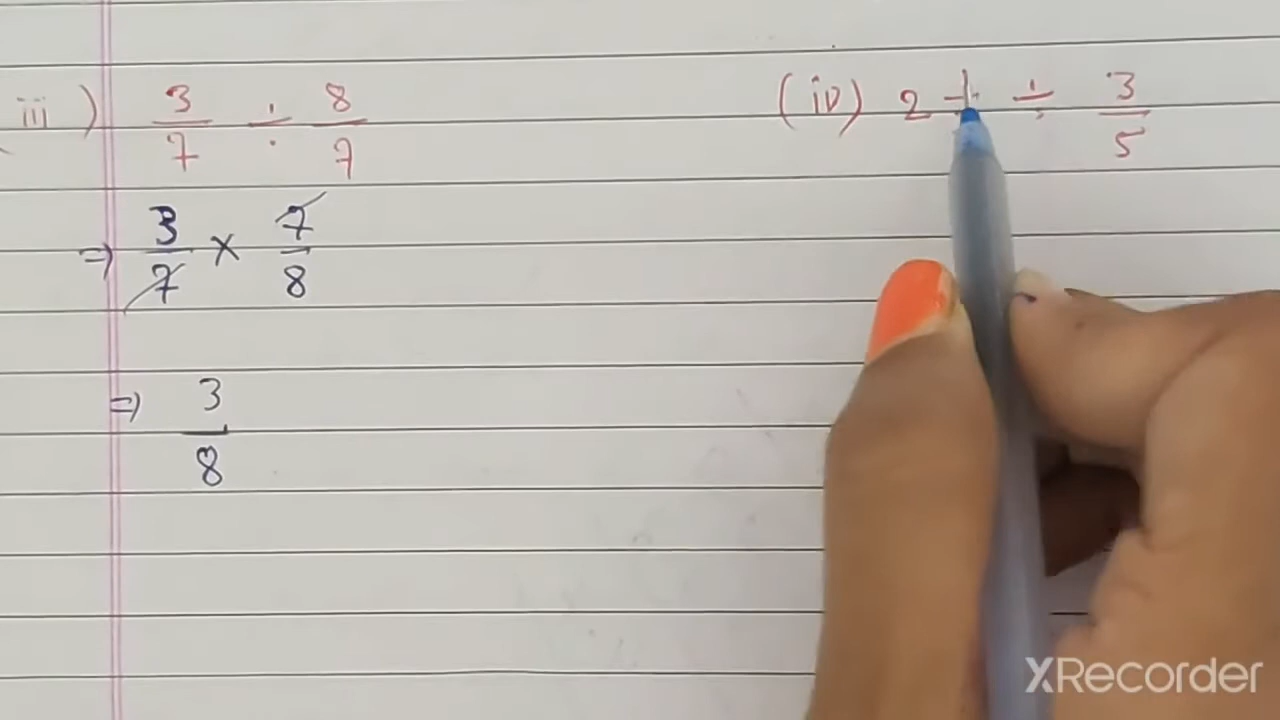 iii) 3/7 ÷ 8/7
(iv) 2 1/ ÷ 3/5
⇒ 3/7 × 7/8
⇒ 3/8
XRecorder